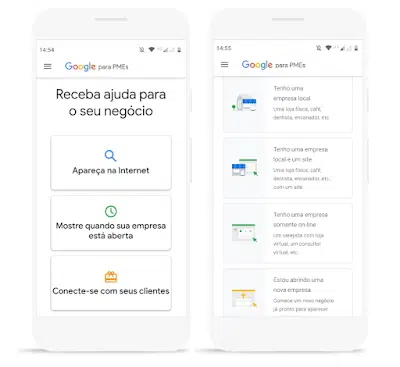 14:54
Google para PMEs
Receba ajuda para
o seu negócio
Apareça na Internet
Mostre quando sua empresa
está aberta
Conecte-se com seus clientes
14:55
Google para PMEs
Tenho uma
empresa local
Uma loja física, café,
dentista, encanador, etc.
Tenho uma empresa
local e um site
Uma loja física, café,
dentista, encanador, etc.,
com um site.
Tenho uma empresa
somente on-line
Um varejista com loja
virtual, um consultor
virtual, etc.
Estou abrindo uma
nova empresa
Comece um novo negócio
já pronto para aparecer